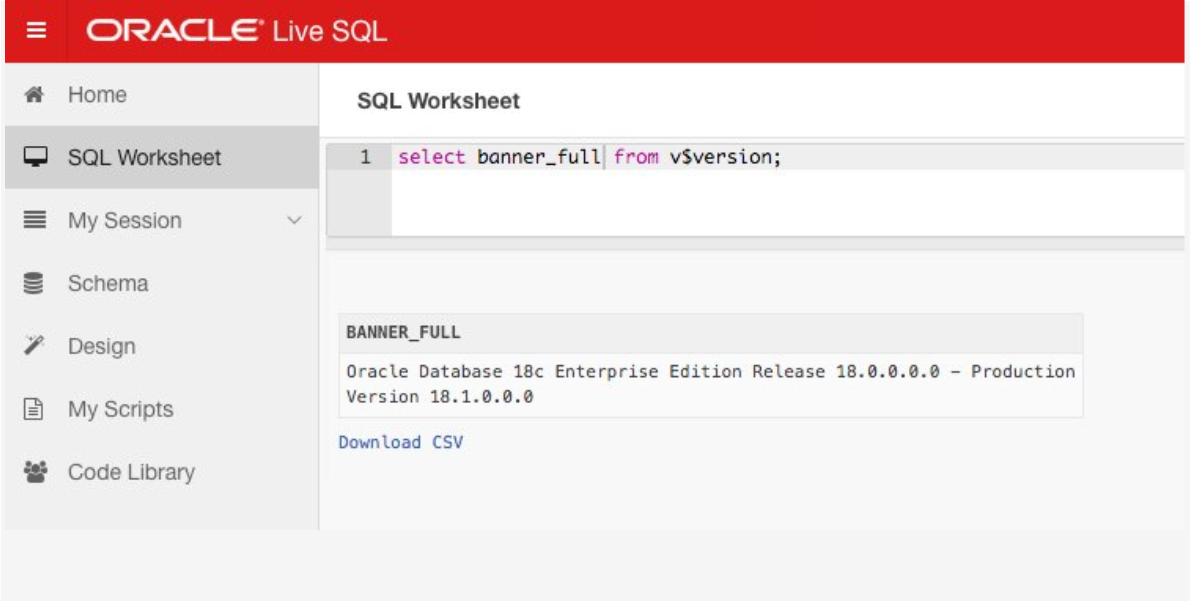 ORACLE® Live SQL
Home
SQL Worksheet
My Session
Schema
Design
My Scripts
Code Library
SQL Worksheet
1 select banner_full from v$version;
BANNER_FULL
Oracle Database 18c Enterprise Edition Release 18.0.0.0.0 – Production
Version 18.1.0.0.0
Download CSV